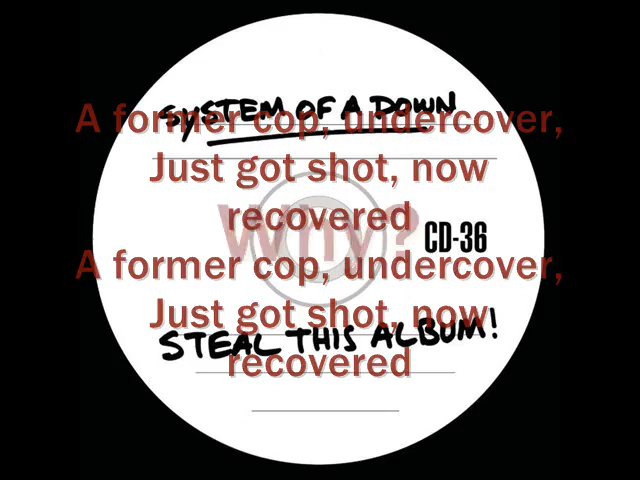 SYSTEM OF A DOWN
A former cop, undercover,
Just got shot, now
recovered
Why?
CD-36
A former cop, undercover,
Just got shot, now
STEAL THIS ALBUM!
recovered